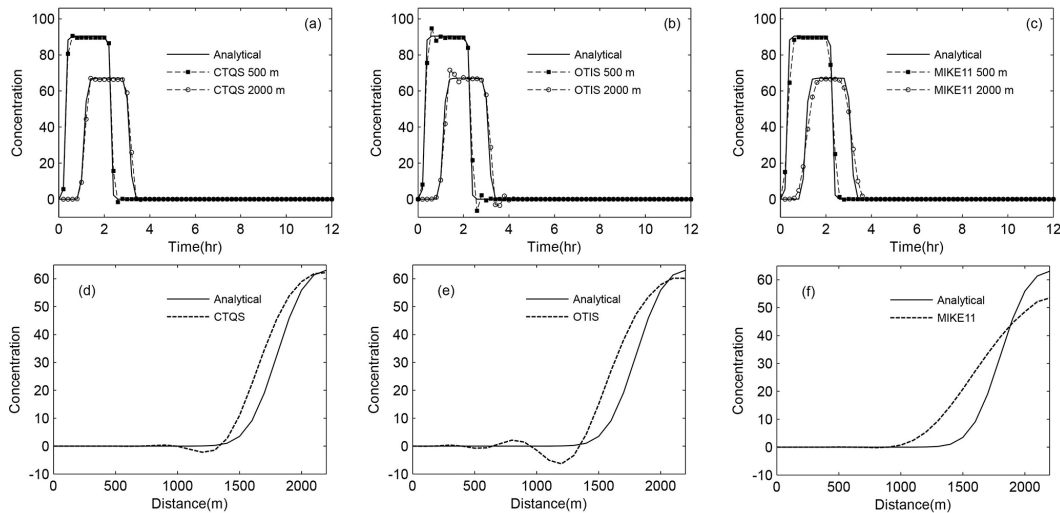 (a)
Concentration
100
80
60
40
20
0
Analytical
CTQS 500 m
CTQS 2000 m
0 2 4 6 8 10 12
Time(hr)
(b)
Concentration
100
80
60
40
20
0
Analytical
OTIS 500 m
OTIS 2000 m
0 2 4 6 8 10 12
Time(hr)
(c)
Concentration
100
80
60
40
20
0
Analytical
MIKE11 500 m
MIKE11 2000 m
0 2 4 6 8 10 12
Time(hr)
(d)
Concentration
60
50
40
30
20
10
0
-10
Analytical
CTQS
0 500 1000 1500 2000
Distance(m)
(e)
Concentration
60
50
40
30
20
10
0
-10
Analytical
OTIS
0 500 1000 1500 2000
Distance(m)
(f)
Concentration
60
50
40
30
20
10
0
-10
Analytical
MIKE11
0 500 1000 1500 2000
Distance(m)